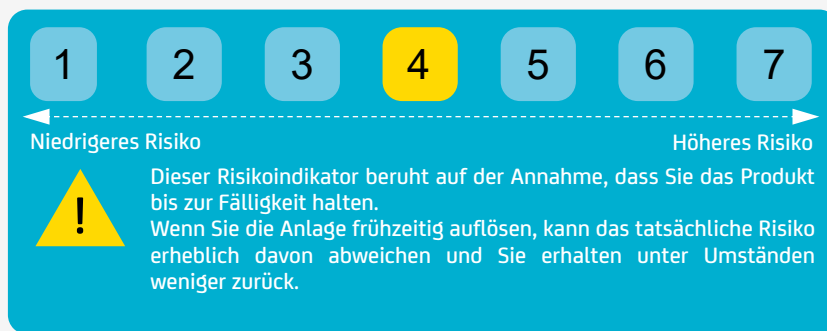 1 2 3 4 5 6 7
Niedrigeres Risiko Höheres Risiko
!
Dieser Risikoindikator beruht auf der Annahme, dass Sie das Produkt
bis zur Fälligkeit halten.
Wenn Sie die Anlage frühzeitig auflösen, kann das tatsächliche Risiko
erheblich davon abweichen und Sie erhalten unter Umständen
weniger zurück.